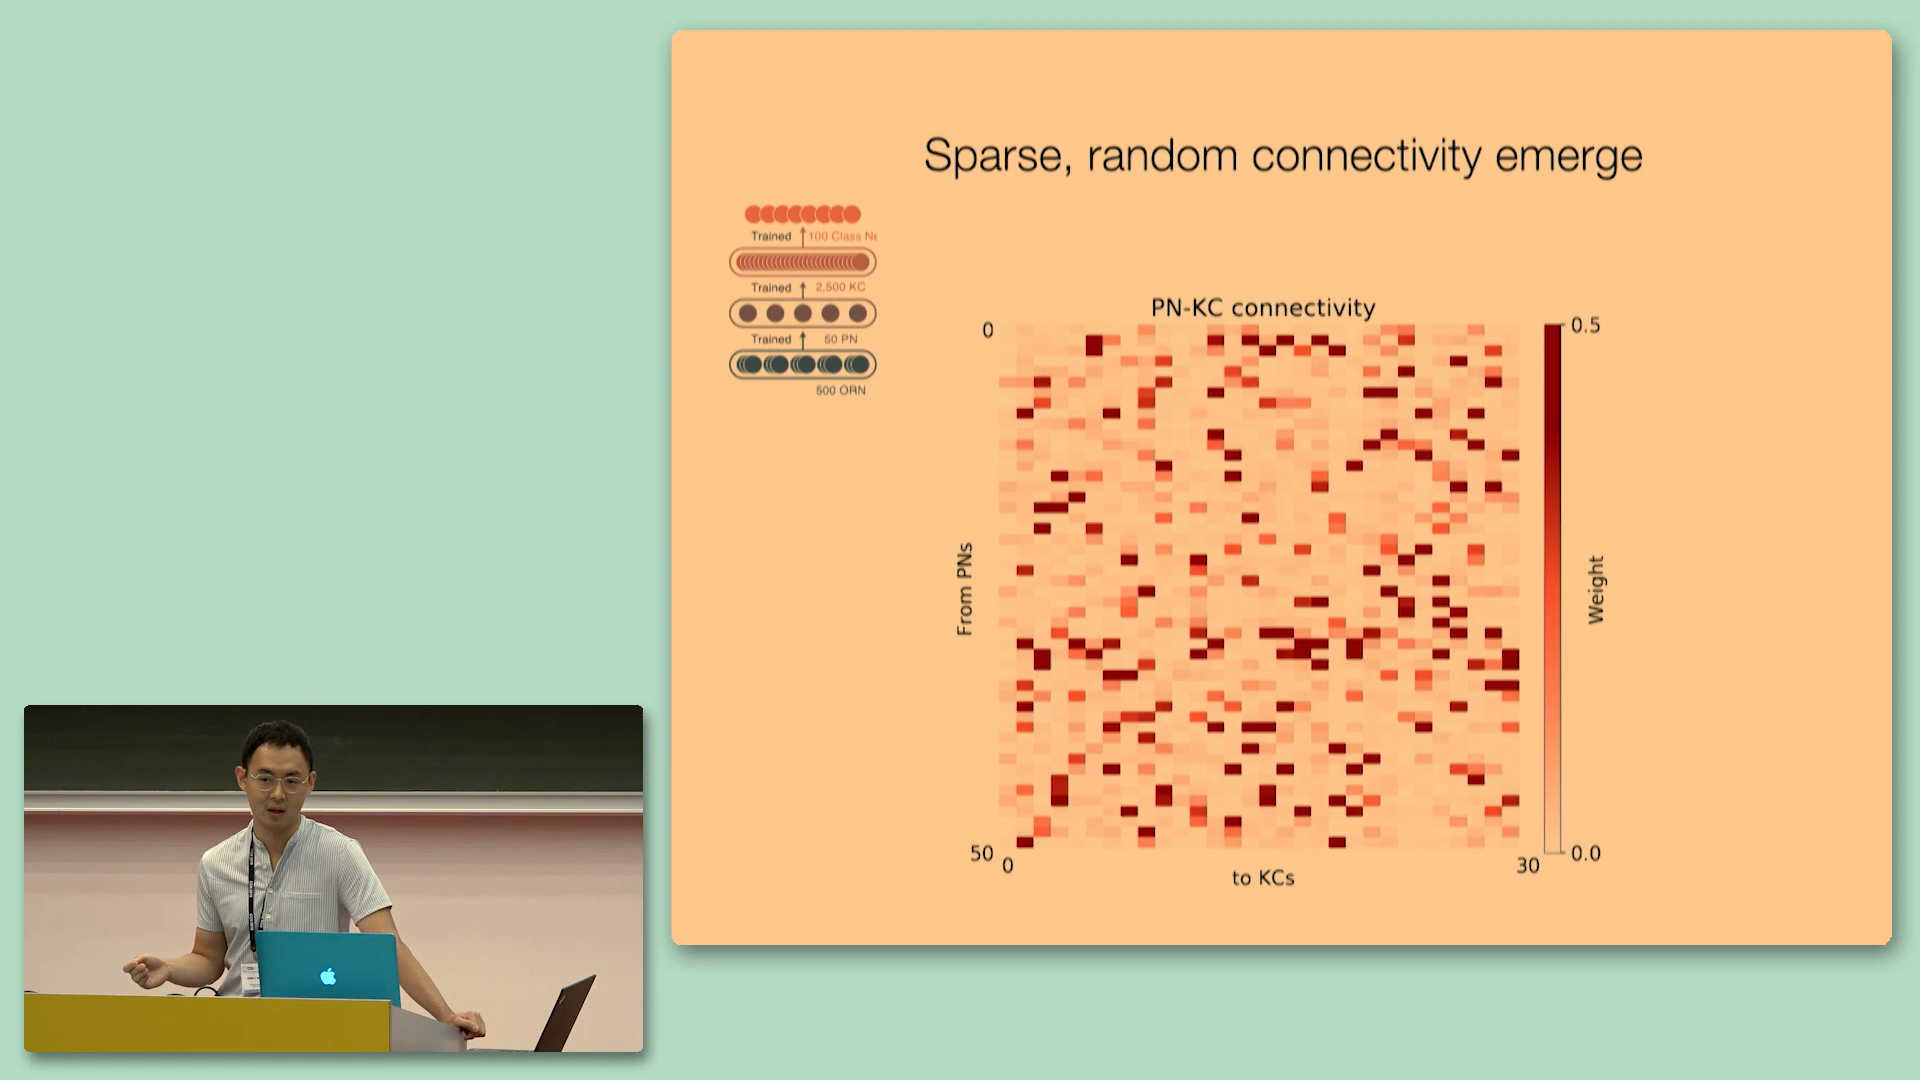 Sparse, random connectivity emerge
Trained
100 Class Ne
Trained
2,500 KC
Trained
50 PN
500 ORN
PN-KC connectivity
0
0.5
From PNs
Weight
50
0
30
0.0
to KCs